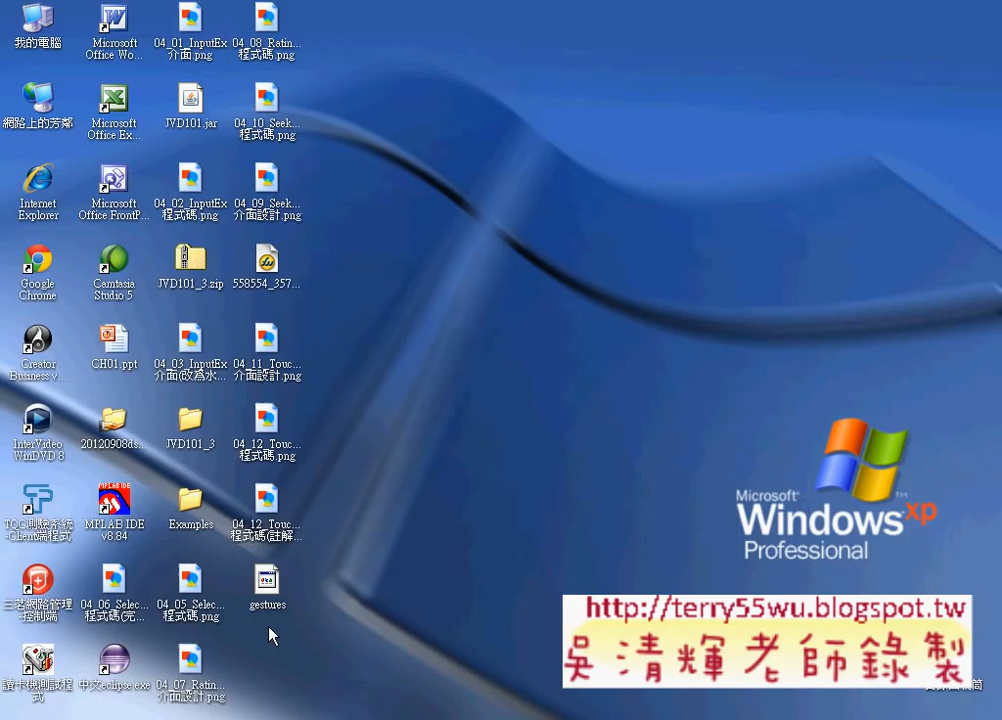 我的電腦
Microsoft
Office Wo...
04_01_InputEx
介面.png
04_08_Ratin...
程式碼.png
網路上的芳鄰
Microsoft
Office Ex...
JVD101.jar
04_10_Seek...
程式碼.png
Internet
Explorer
Microsoft
Office FrontP...
04_02_InputEx
程式碼.png
04_09_Seek...
介面設計.png
Google
Chrome
Camtasia
Studio 5
JVD101_3.zip
558554_357...
Creator
Business v...
CH01.ppt
04_03_InputEx
介面(改為水...
04_11_Touc...
介面設計.png
InterVideo
WinDVD 8
20120908ds...
JVD101_3
04_12_Touc...
程式碼.png
TQC測驗系統
-Client端程式
MPLAB IDE
v8.84
Examples
04_12_Touc...
程式碼(註解...
三茗網路管理
-控制端
04_06_Selec...
程式碼(完...
04_05_Selec...
程式碼.png
gestures
讀卡機測試程
式
中文eclipse.exe
04_07_Ratin...
介面設計.png
Microsoft
Windows xp
Professional
http://terry55wu.blogspot.tw
吳清輝老師錄製